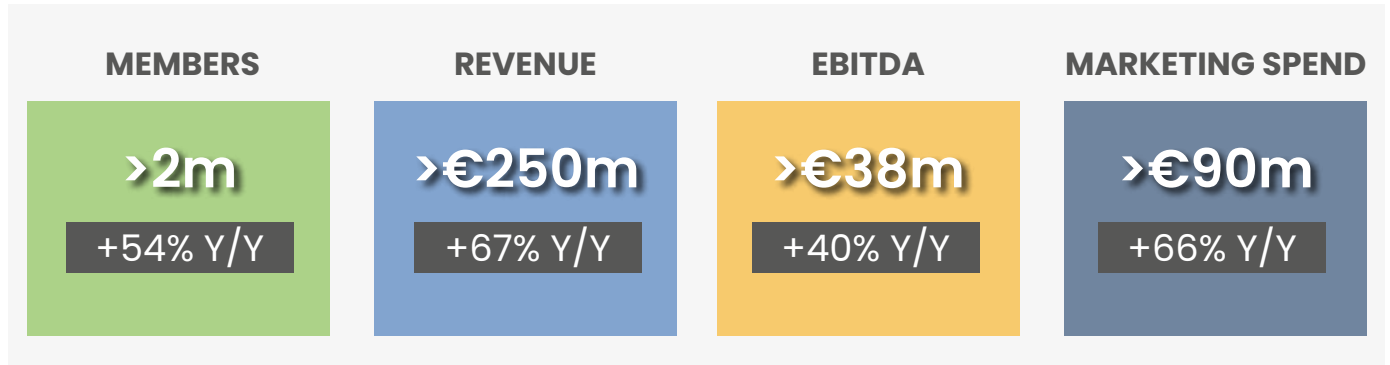 MEMBERS
>2m
+54% Y/Y
REVENUE
>€250m
+67% Y/Y
EBITDA
>€38m
+40% Y/Y
MARKETING SPEND
>€90m
+66% Y/Y